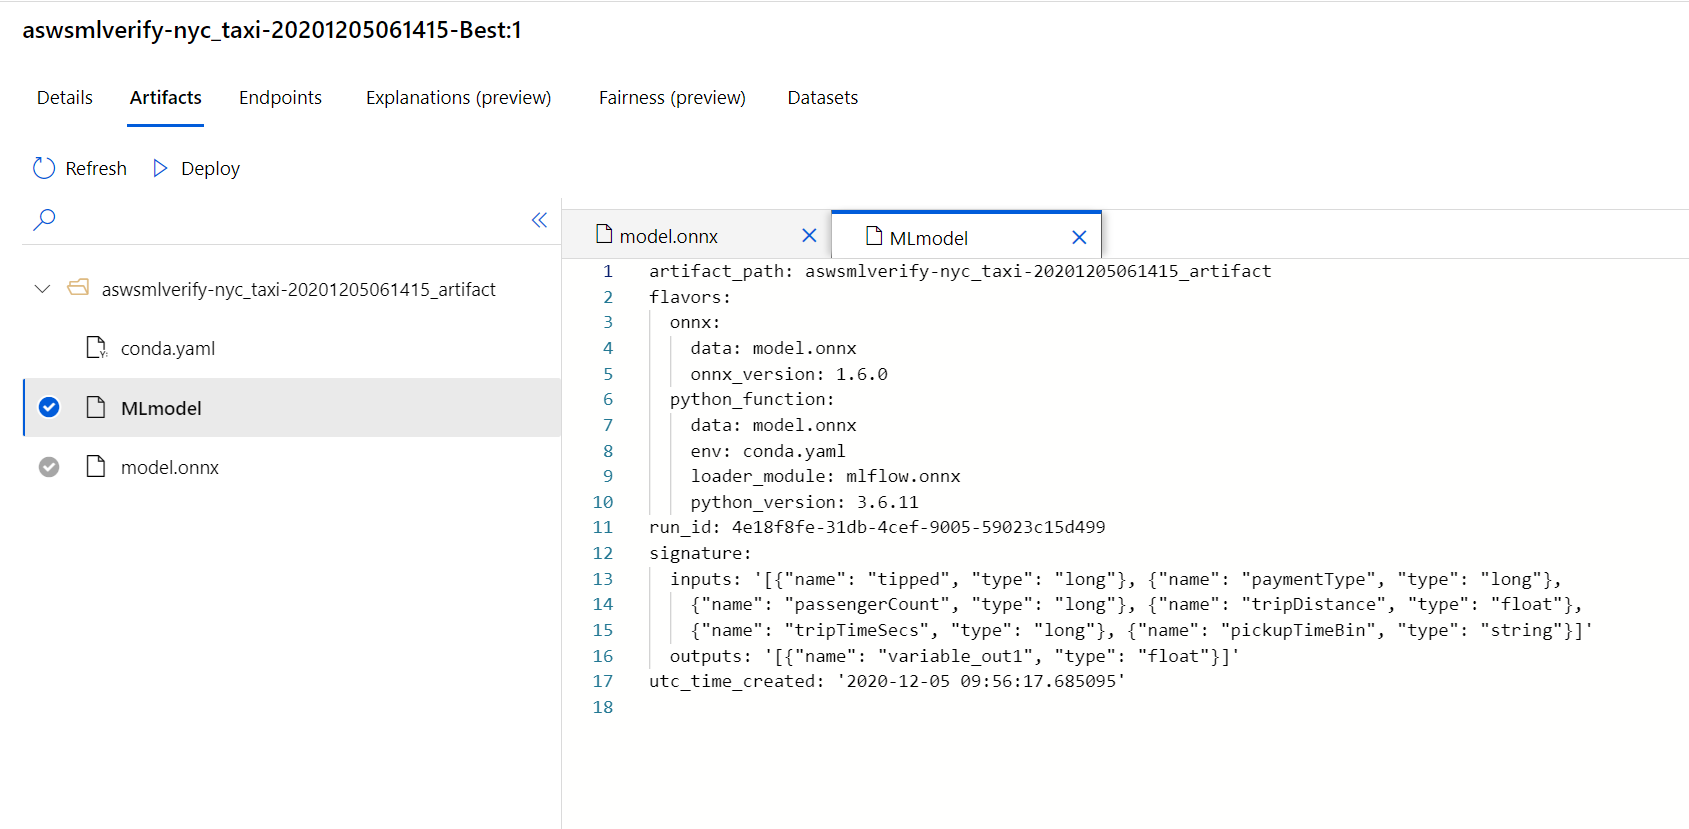 aswsmlverify-nyc_taxi-20201205061415-Best:1
Details Artifacts Endpoints Explanations (preview) Fairness (preview) Datasets
Refresh Deploy
aswsmlverify-nyc_taxi-20201205061415_artifact
conda.yaml
MLmodel
model.onnx
model.onnx MLmodel
1 artifact_path: aswsmlverify-nyc_taxi-20201205061415_artifact
2 flavors:
3 onnx:
4 data: model.onnx
5 onnx_version: 1.6.0
6 python_function:
7 data: model.onnx
8 env: conda.yaml
9 loader_module: mlflow.onnx
10 python_version: 3.6.11
11 run_id: 4e18f8fe-31db-4cef-9005-59023c15d499
12 signature:
13 inputs: '[{"name": "tipped", "type": "long"}, {"name": "paymentType", "type": "long"},
14 {"name": "passengerCount", "type": "long"}, {"name": "tripDistance", "type": "float"},
15 {"name": "tripTimeSecs", "type": "long"}, {"name": "pickupTimeBin", "type": "string"}]'
16 outputs: '[{"name": "variable_out1", "type": "float"}]'
17 utc_time_created: '2020-12-05 09:56:17.685095'
18